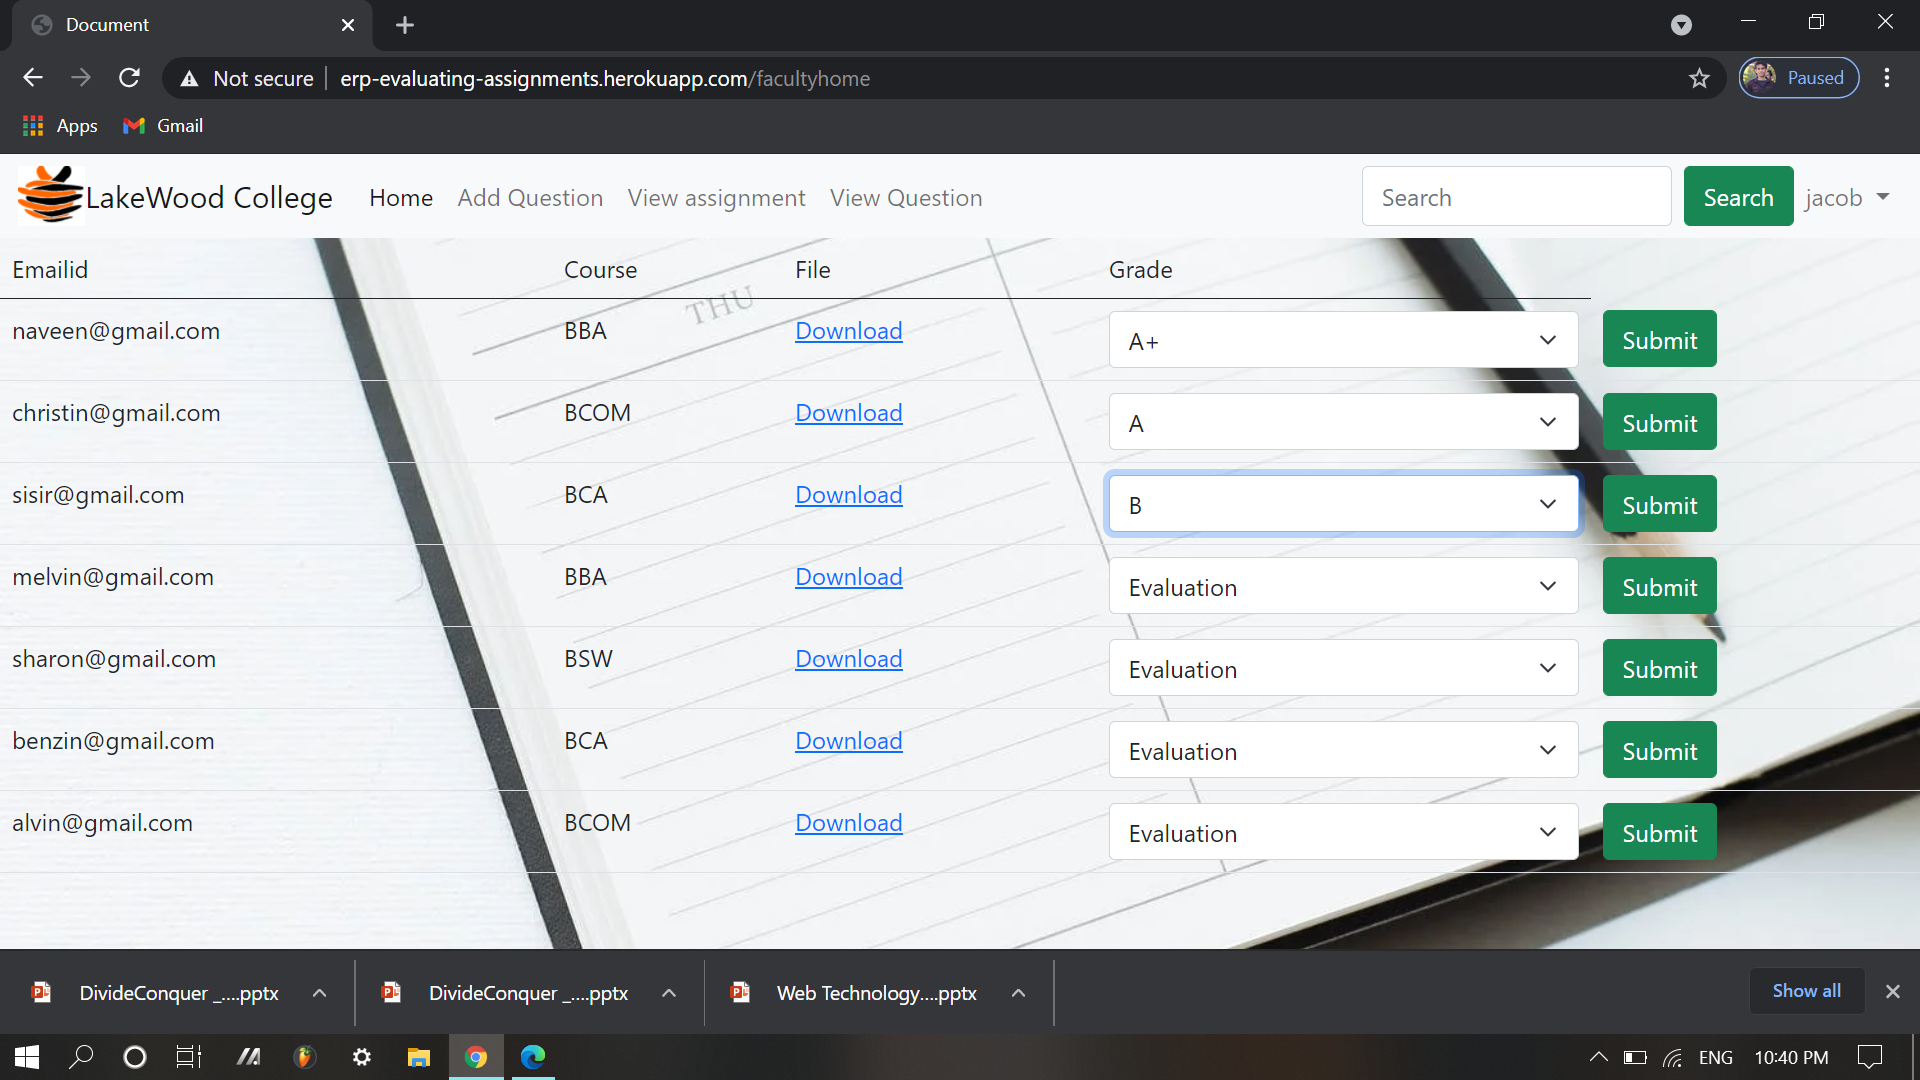 Document
Not secure erp-evaluating-assignments.herokuapp.com/facultyhome Paused
Apps Gmail
LakeWood College Home Add Question View assignment View Question Search Search jacob
Emailid Course File Grade
THU
naveen@gmail.com BBA Download A+ Submit
christin@gmail.com BCOM Download A Submit
sisir@gmail.com BCA Download B Submit
melvin@gmail.com BBA Download Evaluation Submit
sharon@gmail.com BSW Download Evaluation Submit
benzin@gmail.com BCA Download Evaluation Submit
alvin@gmail.com BCOM Download Evaluation Submit
DivideConquer _....pptx DivideConquer _....pptx Web Technology....pptx Show all
ENG 10:40 PM